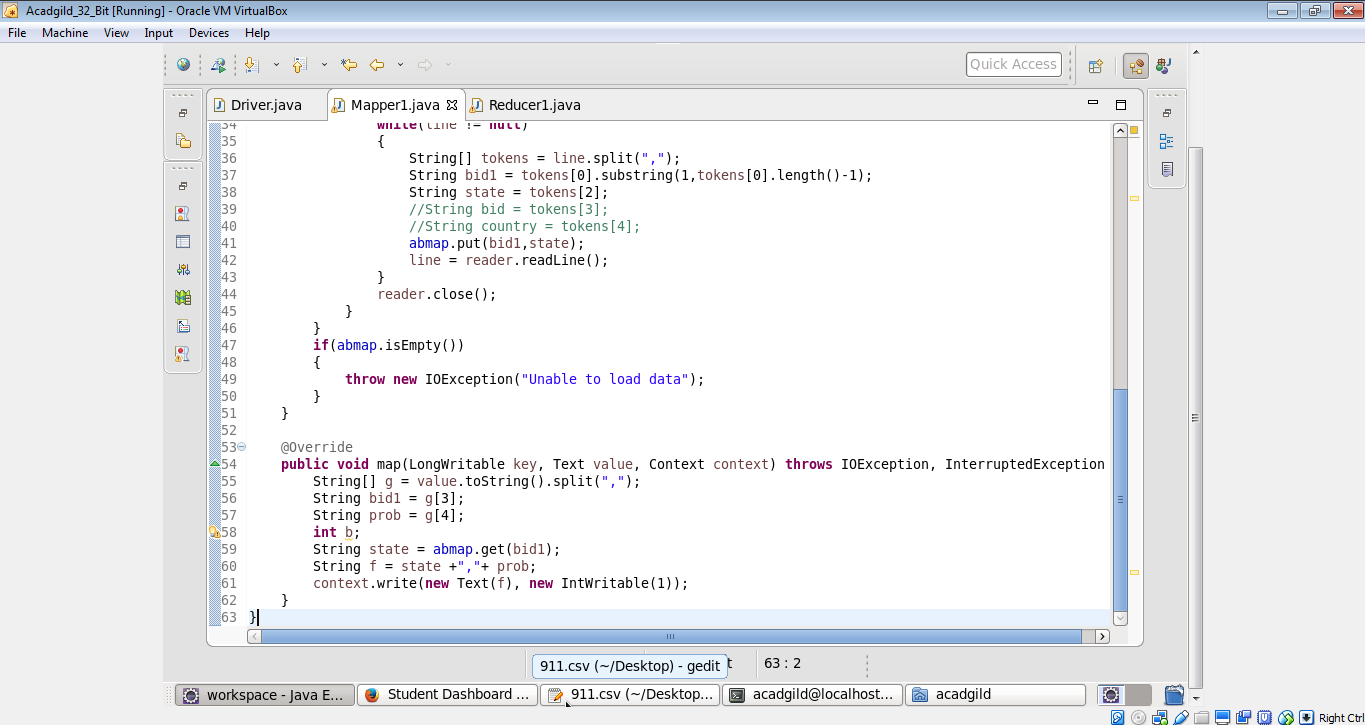 Acadgild_32_Bit [Running] - Oracle VM VirtualBox
File Machine View Input Devices Help
Quick Access
Driver.java Mapper1.java Reducer1.java
34 while(line != null)
35 {
36 String[] tokens = line.split(",");
37 String bid1 = tokens[0].substring(1,tokens[0].length()-1);
38 String state = tokens[2];
39 //String bid = tokens[3];
40 //String country = tokens[4];
41 abmap.put(bid1,state);
42 line = reader.readLine();
43 }
44 reader.close();
45 }
46 }
47 if(abmap.isEmpty())
48 {
49 throw new IOException("Unable to load data");
50 }
51 }
52
53 @Override
54 public void map(LongWritable key, Text value, Context context) throws IOException, InterruptedException
55 String[] g = value.toString().split(",");
56 String bid1 = g[3];
57 String prob = g[4];
58 int b;
59 String state = abmap.get(bid1);
60 String f = state +","+ prob;
61 context.write(new Text(f), new IntWritable(1));
62 }
63 }
911.csv (~/Desktop) - gedit t 63 : 2
workspace - Java E... Student Dashboard ... 911.csv (~/Desktop... acadgild@localhost... acadgild
Right Ctrl